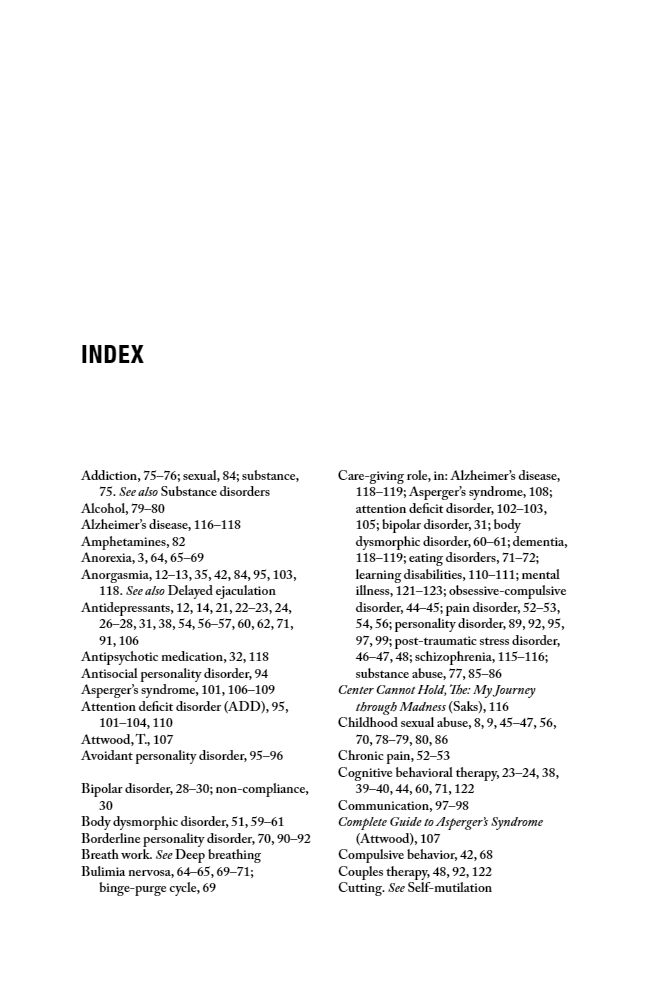 INDEX
Addiction, 75–76; sexual, 84; substance,
75. See also Substance disorders
Alcohol, 79–80
Alzheimer’s disease, 116–118
Amphetamines, 82
Anorexia, 3, 64, 65–69
Anorgasmia, 12–13, 35, 42, 84, 95, 103,
118. See also Delayed ejaculation
Antidepressants, 12, 14, 21, 22–23, 24,
26–28, 31, 38, 54, 56–57, 60, 62, 71,
91, 106
Antipsychotic medication, 32, 118
Antisocial personality disorder, 94
Asperger’s syndrome, 101, 106–109
Attention deficit disorder (ADD), 95,
101–104, 110
Attwood, T., 107
Avoidant personality disorder, 95–96
Bipolar disorder, 28–30; non-compliance,
30
Body dysmorphic disorder, 51, 59–61
Borderline personality disorder, 70, 90–92
Breath work. See Deep breathing
Bulimia nervosa, 64–65, 69–71;
binge-purge cycle, 69
Care-giving role, in: Alzheimer’s disease,
118–119; Asperger’s syndrome, 108;
attention deficit disorder, 102–103,
105; bipolar disorder, 31; body
dysmorphic disorder, 60–61; dementia,
118–119; eating disorders, 71–72;
learning disabilities, 110–111; mental
illness, 121–123; obsessive-compulsive
disorder, 44–45; pain disorder, 52–53,
54, 56; personality disorder, 89, 92, 95,
97, 99; post-traumatic stress disorder,
46–47, 48; schizophrenia, 115–116;
substance abuse, 77, 85–86
Center Cannot Hold, The: My Journey
through Madness (Saks), 116
Childhood sexual abuse, 8, 9, 45–47, 56,
70, 78–79, 80, 86
Chronic pain, 52–53
Cognitive behavioral therapy, 23–24, 38,
39–40, 44, 60, 71, 122
Communication, 97–98
Complete Guide to Asperger’s Syndrome
(Attwood), 107
Compulsive behavior, 42, 68
Couples therapy, 48, 92, 122
Cutting. See Self-mutilation